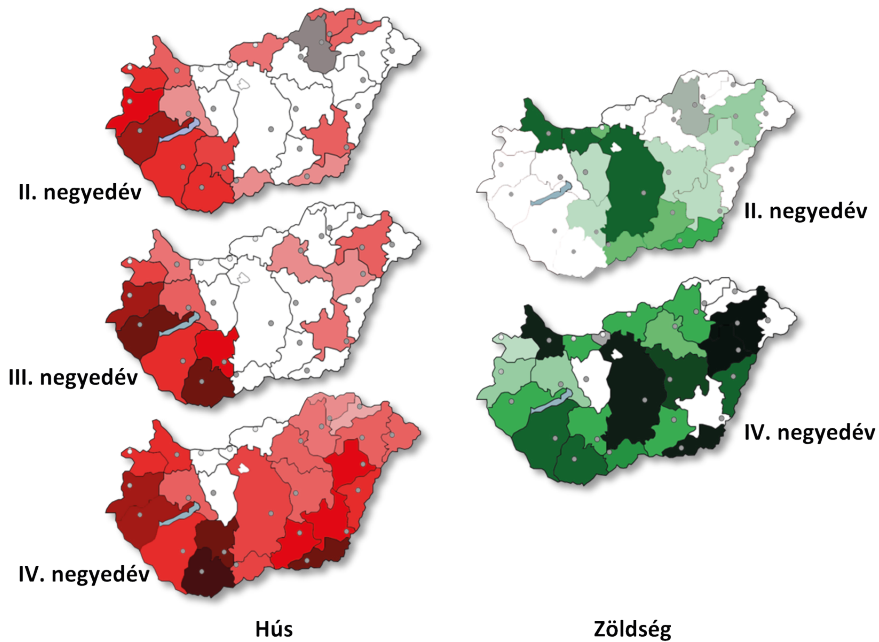 II. negyedév
III. negyedév
IV. negyedév
Hús
II. negyedév
IV. negyedév
Zöldség